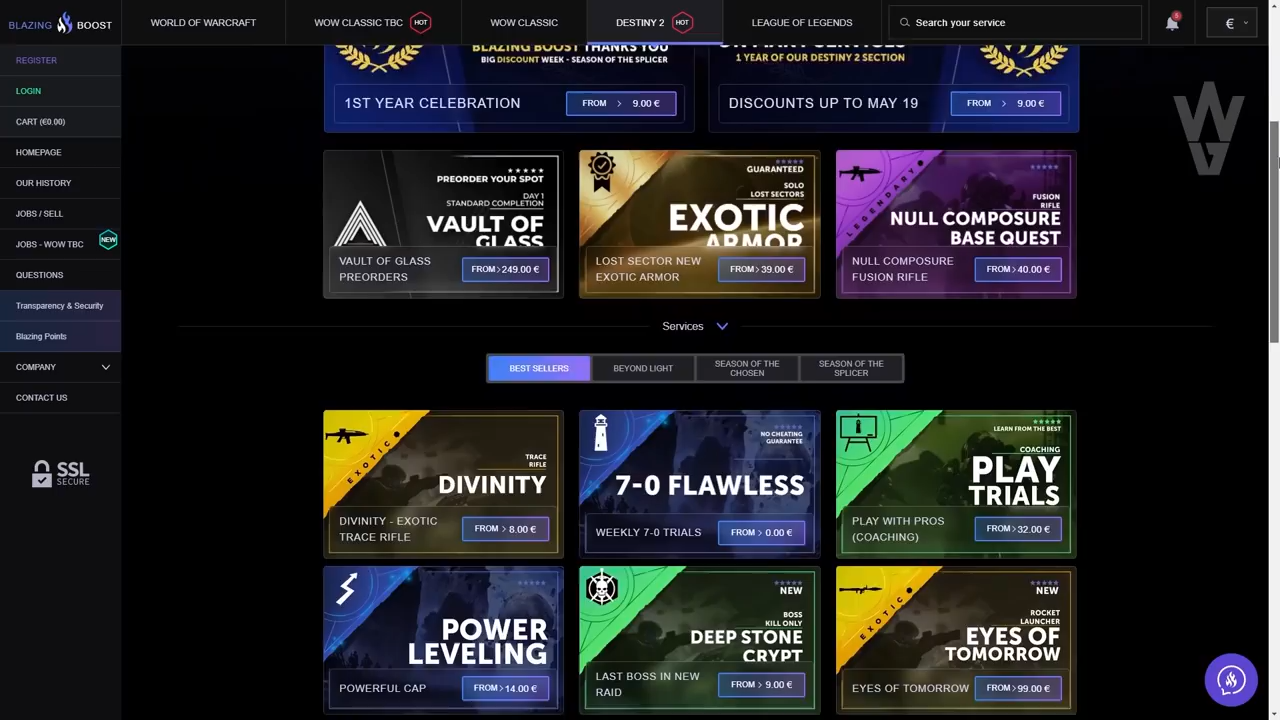 BLAZING BOOST
WORLD OF WARCRAFT
WOW CLASSIC TBC HOT
WOW CLASSIC
DESTINY 2 HOT
LEAGUE OF LEGENDS
Search your service
€
REGISTER
LOGIN
CART (€0.00)
HOMEPAGE
OUR HISTORY
JOBS / SELL
JOBS - WOW TBC NEW
QUESTIONS
Transparency & Security
Blazing Points
COMPANY
CONTACT US
SSL
SECURE
BLAZING BOOST THANKS YOU
BIG DISCOUNT WEEK - SEASON OF THE SPLICER
1ST YEAR CELEBRATION
FROM > 9.00 €
ON MANY SERVICES
1 YEAR OF OUR DESTINY 2 SECTION
DISCOUNTS UP TO MAY 19
FROM > 9.00 €
PREORDER YOUR SPOT
DAY 1
STANDARD COMPLETION
VAULT OF
GLASS
VAULT OF GLASS
PREORDERS
FROM > 249.00 €
GUARANTEED
SOLO
LOST SECTORS
EXOTIC
ARMOR
LOST SECTOR NEW
EXOTIC ARMOR
FROM > 39.00 €
LEGENDARY
FUSION
RIFLE
NULL COMPOSURE
BASE QUEST
NULL COMPOSURE
FUSION RIFLE
FROM > 40.00 €
Services
BEST SELLERS
BEYOND LIGHT
SEASON OF THE
CHOSEN
SEASON OF THE
SPLICER
EXOTIC
TRACE
RIFLE
DIVINITY
DIVINITY - EXOTIC
TRACE RIFLE
FROM > 8.00 €
NO CHEATING
GUARANTEE
7-0 FLAWLESS
WEEKLY 7-0 TRIALS
FROM > 0.00 €
LEARN FROM THE BEST
COACHING
PLAY
TRIALS
PLAY WITH PROS
(COACHING)
FROM > 32.00 €
POWER
LEVELING
POWERFUL CAP
FROM > 14.00 €
NEW
BOSS
KILL ONLY
DEEP STONE
CRYPT
LAST BOSS IN NEW
RAID
FROM > 9.00 €
EXOTIC
NEW
ROCKET
LAUNCHER
EYES OF
TOMORROW
EYES OF TOMORROW
FROM > 99.00 €